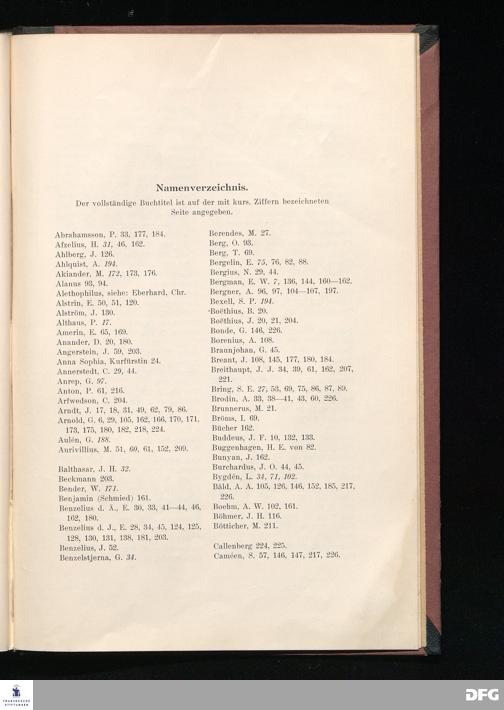 Namenverzeichnis.
Der vollständige Buchtitel ist auf der mit kurs. Ziffern bezeichneten
Seite angegeben.
Abrahamsson, P. 33, 177, 184.
Afzelius, H. 31, 46, 162.
Ahlberg, J. 126.
Ahlquist, A. 194.
Akiander, M. 172, 173, 176.
Alanus 93, 94.
Alethophilus, siehe: Eberhard, Chr.
Alstrin, E. 50, 51, 120.
Alström, J. 130.
Althaus, P. 17.
Amerin, E. 65, 169.
Anander, D. 20, 180.
Angerstein, J. 59, 203.
Anna Sophia, Kurfürstin 24.
Annerstedt, C. 29, 44.
Anrep, G. 97.
Anton, P. 61, 216.
Arfwedson, C. 204.
Arndt, J. 17, 18, 31, 49, 62, 79, 86.
Arnold, G. 6, 29, 105, 162, 166, 170, 171,
173, 175, 180, 182, 218, 224.
Aulén, G. 188.
Aurivillius, M. 51, 60, 61, 152, 209.
Balthasar, J. H. 32.
Beckmann 203.
Bender, W. 171.
Benjamin (Schmied) 161.
Benzelius d. Ä., E. 30, 33, 41—44, 46,
162, 180.
Benzelius d. J., E. 28, 34, 45, 124, 125,
128, 130, 131, 138, 181, 203.
Benzelius, J. 52.
Benzelstjerna, G. 34.
Berendes, M. 27.
Berg, O. 93.
Berg, T. 69.
Bergelin, E. 75, 76, 82, 88.
Bergius, N. 29, 44.
Bergman, E. W. 7, 136, 144, 160—162.
Bergner, A. 96, 97, 104—107, 197.
Bexell, S. P. 194.
Boëthius, B. 20.
Boëthius, J. 20, 21, 204.
Bonde, G. 146, 226.
Borenius, A. 108.
Braunjohan, G. 45.
Breant, J. 108, 145, 177, 180, 184.
Breithaupt, J. J. 34, 39, 61, 162, 207,
221.
Bring, S. E. 27, 53, 69, 75, 86, 87, 89.
Brodin, A. 33, 38—41, 43, 60, 226.
Brunnerus, M. 21.
Bröms, I. 69.
Bücher 162.
Buddeus, J. F. 10, 132, 133.
Buggenhagen, H. E. von 82.
Bunyan, J. 162.
Burchardus, J. O. 44, 45.
Bygdén, L. 34, 71, 102.
Båld, A. A. 105, 126, 146, 152, 185, 217,
226.
Boehm, A. W. 102, 161.
Böhmer, J. H. 116.
Bötticher, M. 211.
Callenberg 224, 225.
Caméen, S. 57, 146, 147, 217, 226.
FRANCKESCHE
STIFTUNGEN
DFG